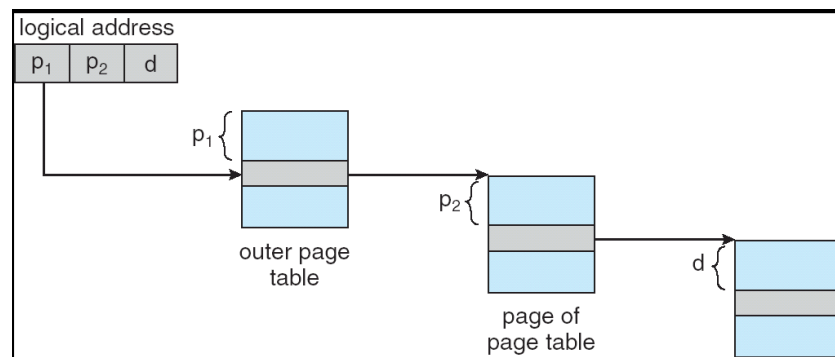 logical address
p₁ p₂ d
p₁
outer page
table
p₂
page of
page table
d